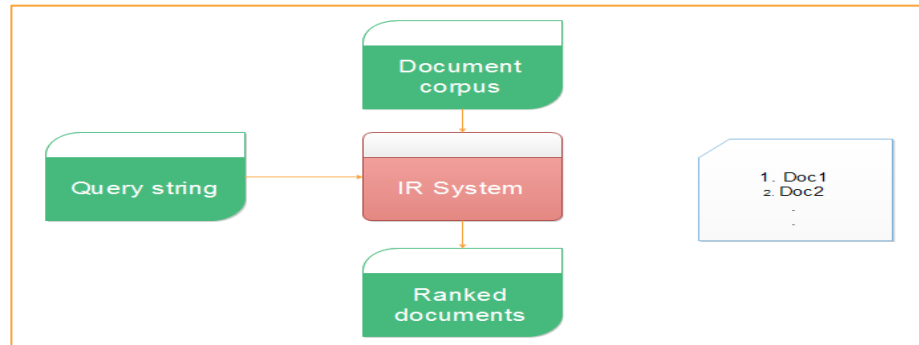 Document
corpus
Query string
IR System
1. Doc1
2. Doc2
.
.
Ranked
documents